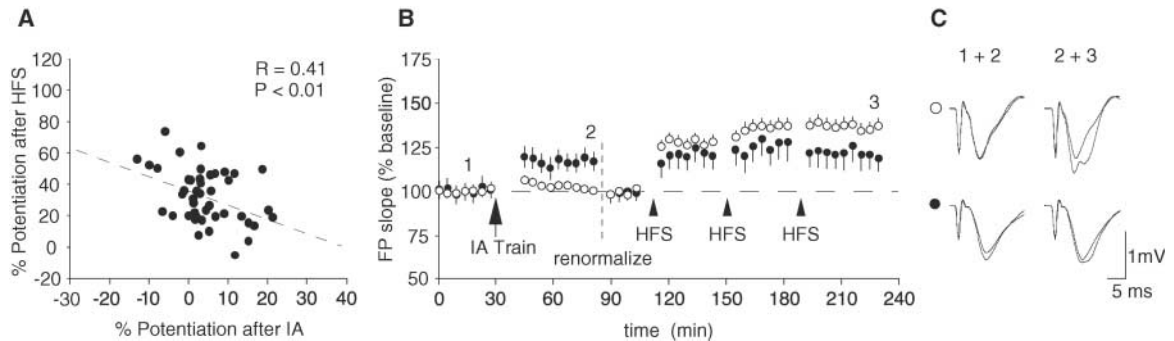 A
% Potentiation after HFS
120
100
80
60
40
20
0
-20
R = 0.41
P < 0.01
-30 -20 -10 0 10 20 30 40
% Potentiation after IA
B
FP slope (% baseline)
175
150
125
100
75
50
1
2
3
IA Train
renormalize
HFS HFS HFS
0 30 60 90 120 150 180 210 240
time (min)
C
1 + 2 2 + 3
1mV
5 ms